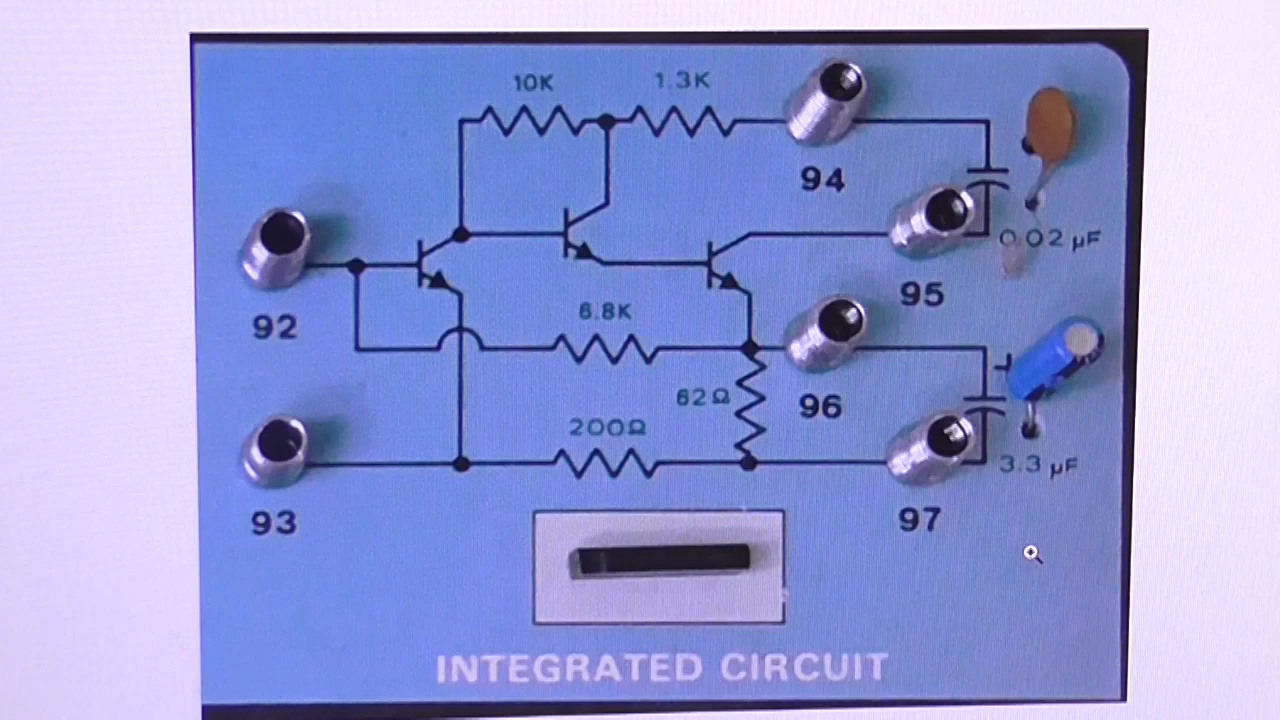 10K
1.3K
94
0.02 µF
92
95
6.8K
62Ω
96
200Ω
3.3 µF
93
97
INTEGRATED CIRCUIT